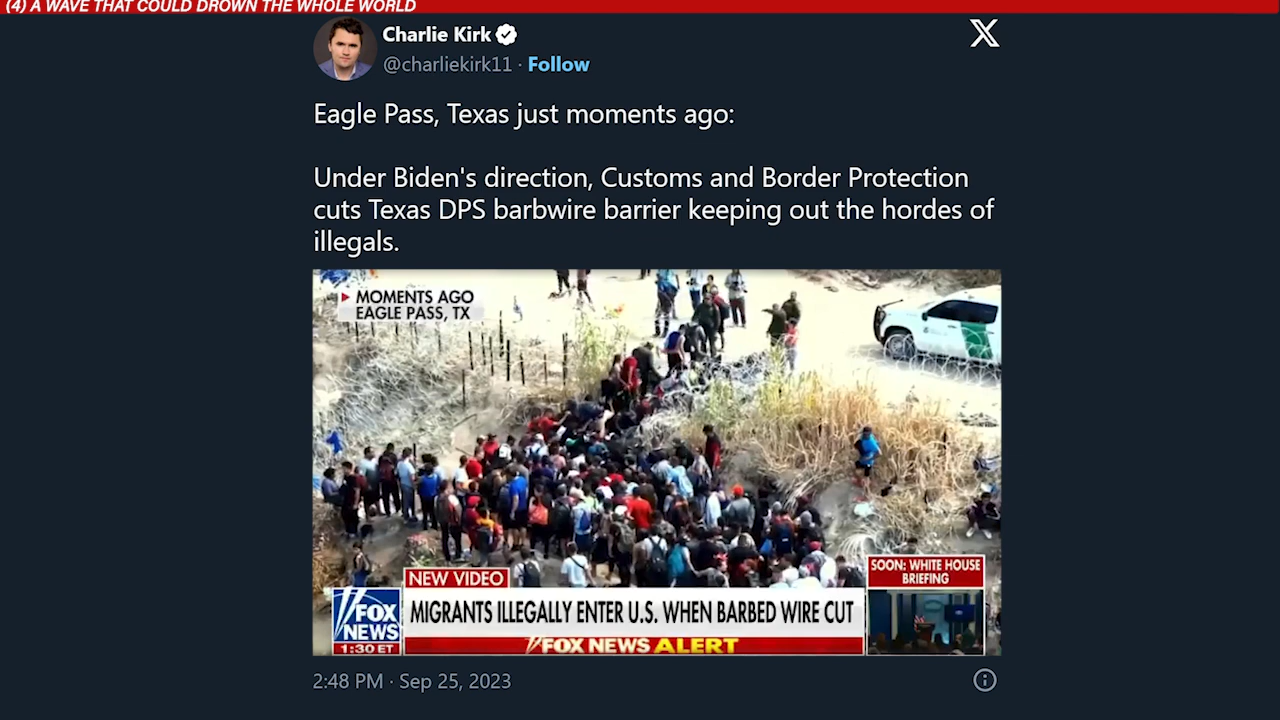 (4) A WAVE THAT COULD DROWN THE WHOLE WORLD
Charlie Kirk
@charliekirk11 · Follow
Eagle Pass, Texas just moments ago:
Under Biden's direction, Customs and Border Protection
cuts Texas DPS barbwire barrier keeping out the hordes of
illegals.
MOMENTS AGO
EAGLE PASS, TX
NEW VIDEO
SOON: WHITE HOUSE
BRIEFING
FOX
NEWS
1:30 ET
MIGRANTS ILLEGALLY ENTER U.S. WHEN BARBED WIRE CUT
FOX NEWS ALERT
2:48 PM · Sep 25, 2023